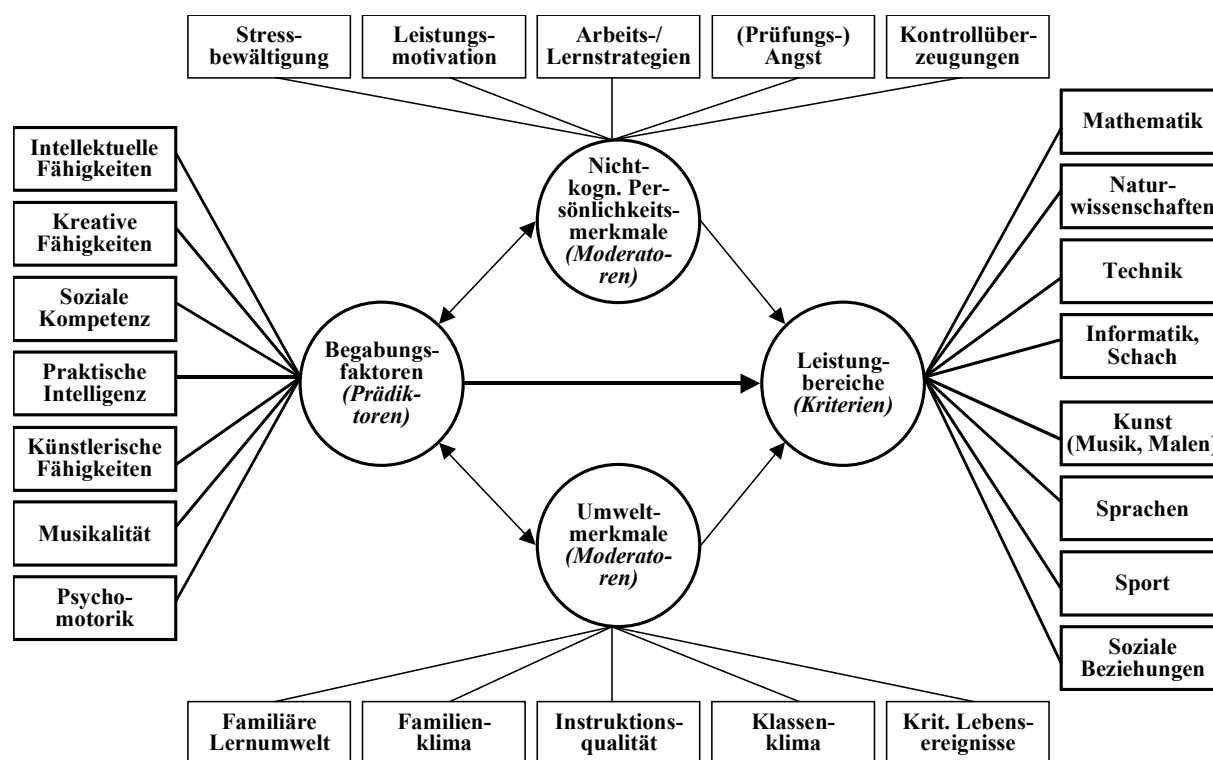 Stress-
bewältigung
Leistungs-
motivation
Arbeits-/
Lernstrategien
(Prüfungs-)
Angst
Kontrollüber-
zeugungen
Intellektuelle
Fähigkeiten
Kreative
Fähigkeiten
Soziale
Kompetenz
Praktische
Intelligenz
Künstlerische
Fähigkeiten
Musikalität
Psycho-
motorik
Nicht-
kogn. Per-
sönlichkeits-
merkmale
(Moderato-
ren)
Begabungs-
faktoren
(Prädik-
toren)
Leistung-
bereiche
(Kriterien)
Umwelt-
merkmale
(Moderato-
ren)
Mathematik
Natur-
wissenschaften
Technik
Informatik,
Schach
Kunst
(Musik, Malen)
Sprachen
Sport
Soziale
Beziehungen
Familiäre
Lernumwelt
Familien-
klima
Instruktions-
qualität
Klassen-
klima
Krit. Lebens-
ereignisse